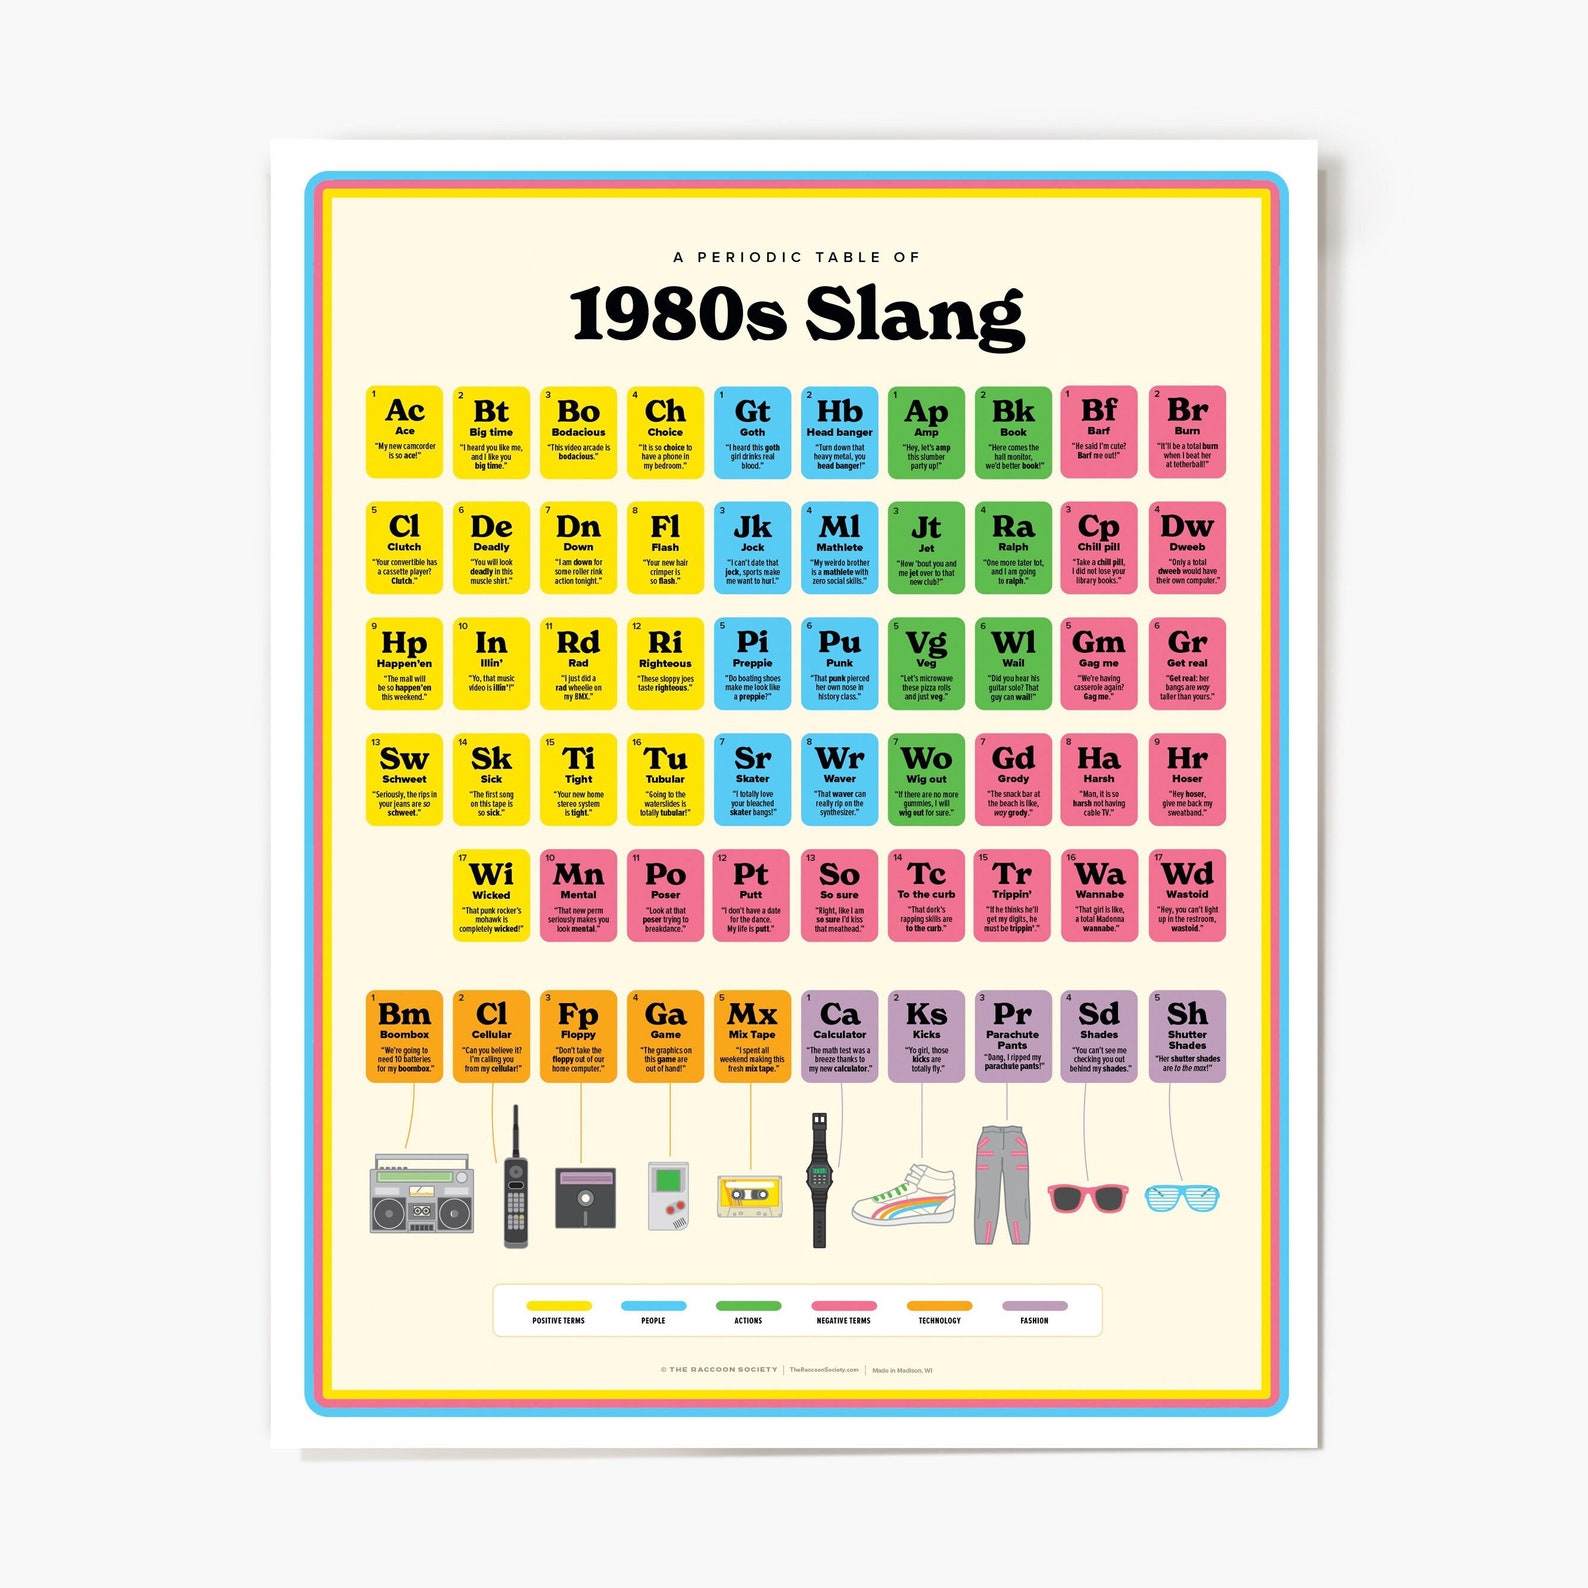 A PERIODIC TABLE OF
1980s Slang
1
Ac
Ace
"My new camcorder
is so ace!"
2
Bt
Big time
"I heard you like me,
and I like you
big time."
3
Bo
Bodacious
"This video arcade is
bodacious."
4
Ch
Choice
"It is so choice to
have a phone in
my bedroom."
1
Gt
Goth
"I heard this goth
girl drinks real
blood."
2
Hb
Head banger
"Turn down that
heavy metal, you
head banger!"
1
Ap
Amp
"Hey, let's amp
this slumber
party up!"
2
Bk
Book
"Here comes the
hall monitor,
we'd better book!"
1
Bf
Barf
"He said I'm cute?
Barf me out!"
2
Br
Burn
"It'll be a total burn
when I beat her
at tetherball!"
5
Cl
Clutch
"Your convertible has
a cassette player?
Clutch."
6
De
Deadly
"You will look
deadly in this
muscle shirt."
7
Dn
Down
"I am down for
some roller rink
action tonight."
8
Fl
Flash
"Your new hair
crimper is
so flash."
3
Jk
Jock
"I can't date that
jock, sports make
me want to hurl."
4
Ml
Mathlete
"My weirdo brother
is a mathlete with
zero social skills."
3
Jt
Jet
"How 'bout you and
me jet over to that
new club?"
4
Ra
Ralph
"One more tater tot,
and I am going
to ralph."
3
Cp
Chill pill
"Take a chill pill,
I did not lose your
library books."
4
Dw
Dweeb
"Only a total
dweeb would have
their own computer."
9
Hp
Happen'en
"The mall will
be so happen'en
this weekend."
10
In
Illin'
"Yo, that music
video is illin'!"
11
Rd
Rad
"I just did a
rad wheelie on
my BMX."
12
Ri
Righteous
"These sloppy joes
taste righteous."
5
Pi
Preppie
"Do boating shoes
make me look like
a preppie?"
6
Pu
Punk
"That punk pierced
her own nose in
history class."
5
Vg
Veg
"Let's microwave
these pizza rolls
and just veg."
6
Wl
Wail
"Did you hear his
guitar solo? That
guy can wail!"
5
Gm
Gag me
"We're having
casserole again?
Gag me."
6
Gr
Get real
"Get real: her
bangs are way
taller than yours."
13
Sw
Schweet
"Seriously, the rips in
your jeans are so
schweet."
14
Sk
Sick
"The first song
on this tape is
so sick."
15
Ti
Tight
"Your new home
stereo system
is tight."
16
Tu
Tubular
"Going to the
waterslides is
totally tubular!"
7
Sr
Skater
"I totally love
your bleached
skater bangs!"
8
Wr
Waver
"That waver can
really rip on the
synthesizer."
7
Wo
Wig out
"If there are no more
gummies, I will
wig out for sure."
7
Gd
Grody
"The snack bar at
the beach is like,
way grody."
8
Ha
Harsh
"Man, it is so
harsh not having
cable TV."
9
Hr
Hoser
"Hey hoser,
give me back my
sweatband."
17
Wi
Wicked
"That punk rocker's
mohawk is
completely wicked!"
10
Mn
Mental
"That new perm
seriously makes you
look mental."
11
Po
Poser
"Look at that
poser trying to
breakdance."
12
Pt
Putt
"I don't have a date
for the dance.
My life is putt."
13
So
So sure
"Right, like I am
so sure I'd kiss
that meathead."
14
Tc
To the curb
"That dork's
rapping skills are
to the curb."
15
Tr
Trippin'
"If he thinks he'll
get my digits, he
must be trippin'."
16
Wa
Wannabe
"That girl is like,
a total Madonna
wannabe."
17
Wd
Wastoid
"Hey, you can't light
up in the restroom,
wastoid."
1
Bm
Boombox
"We're going to
need 10 batteries
for my boombox."
2
Cl
Cellular
"Can you believe it?
I'm calling you
from my cellular!"
3
Fp
Floppy
"Don't take the
floppy out of our
home computer."
4
Ga
Game
"The graphics on
this game are
out of hand!"
5
Mx
Mix Tape
"I spent all
weekend making this
fresh mix tape."
1
Ca
Calculator
"The math test was a
breeze thanks to
my new calculator."
2
Ks
Kicks
"Yo girl, those
kicks are
totally fly."
3
Pr
Parachute
Pants
"Dang, I ripped my
parachute pants!"
4
Sd
Shades
"You can't see me
checking you out
behind my shades."
5
Sh
Shutter
Shades
"Her shutter shades
are to the max!"
POSITIVE TERMS
PEOPLE
ACTIONS
NEGATIVE TERMS
TECHNOLOGY
FASHION
© THE RACCOON SOCIETY | TheRaccoonSociety.com | Made in Madison, WI